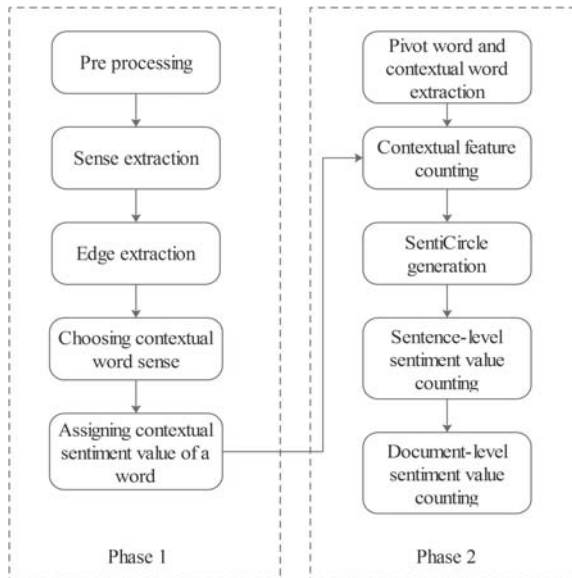 Pre processing
Sense extraction
Edge extraction
Choosing contextual
word sense
Assigning contextual
sentiment value of a
word
Phase 1
Pivot word and
contextual word
extraction
Contextual feature
counting
SentiCircle
generation
Sentence-level
sentiment value
counting
Document-level
sentiment value
counting
Phase 2